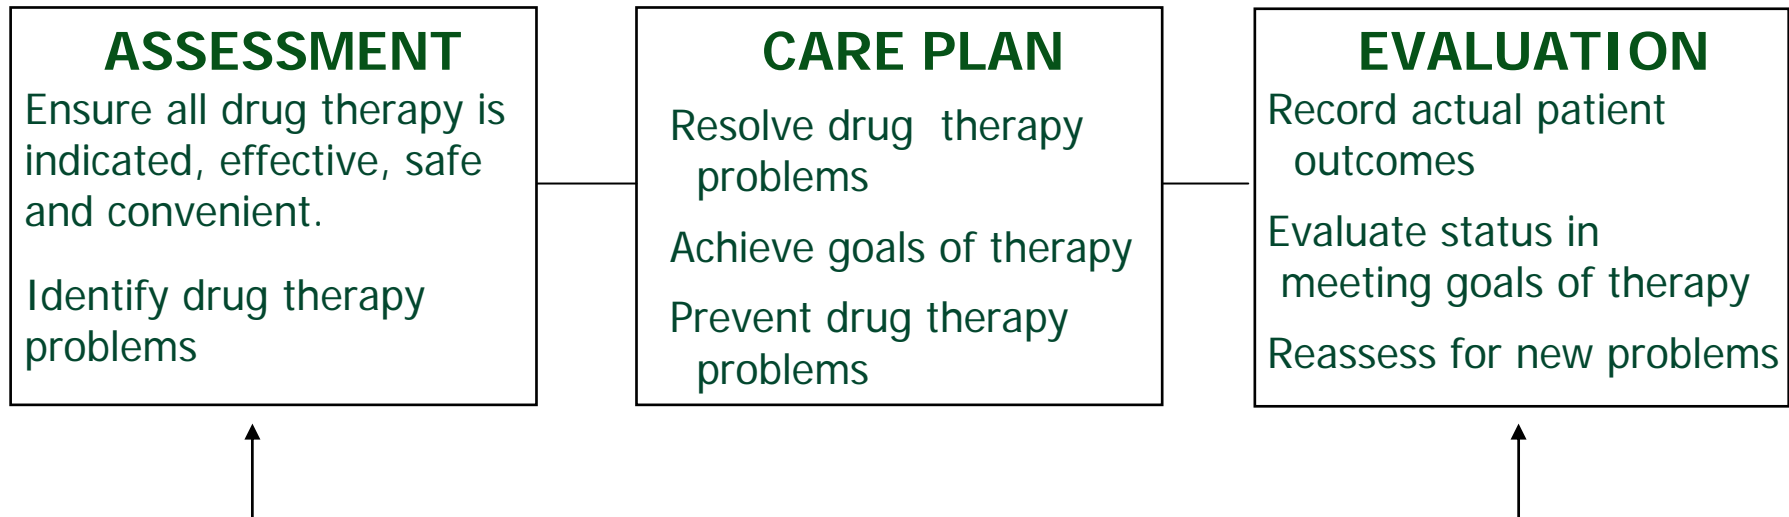 ASSESSMENT
Ensure all drug therapy is
indicated, effective, safe
and convenient.
Identify drug therapy
problems
CARE PLAN
Resolve drug therapy
problems
Achieve goals of therapy
Prevent drug therapy
problems
EVALUATION
Record actual patient
outcomes
Evaluate status in
meeting goals of therapy
Reassess for new problems